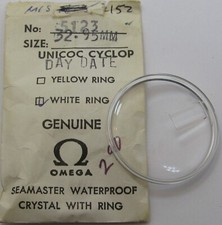 5123
No:
SIZE: 32.95MM
UNICOC CYCLOP
DAY DATE
YELLOW RING
WHITE RING
GENUINE
Ω
OMEGA
SEAMASTER WATERPROOF
CRYSTAL WITH RING